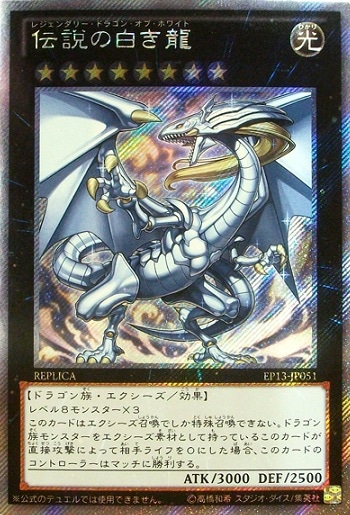 レジェンダリー・ドラゴン・オブ・ホワイト
伝説の白き龍
ひかり
光
REPLICA
EP13-JP051
【ドラゴン族・エクシーズ/効果】
レベル8モンスター×3
このカードはエクシーズ召喚でしか特殊召喚できない。ドラゴン
族モンスターをエクシーズ素材として持っているこのカードが
直接攻撃によって相手ライフを0にした場合、このカードの
コントローラーはマッチに勝利する。
ATK/3000 DEF/2500
※公式のデュエルでは使用できません。
©高橋和希 スタジオ・ダイス/集英社